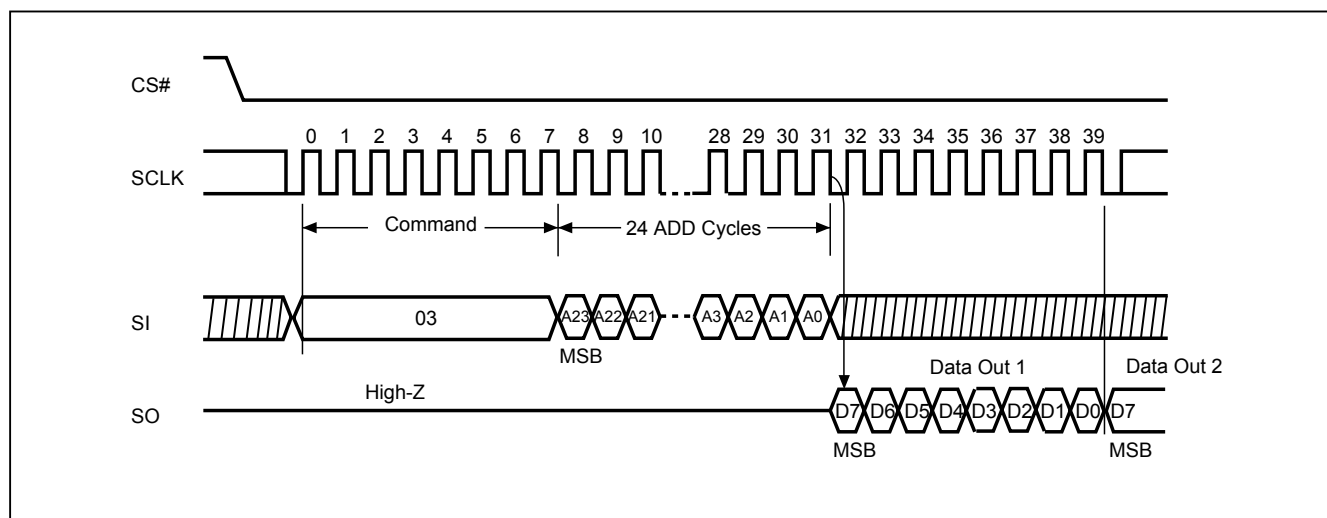 CS#
0 1 2 3 4 5 6 7 8 9 10 28 29 30 31 32 33 34 35 36 37 38 39
SCLK
Command 24 ADD Cycles
SI 03 A23 A22 A21 A3 A2 A1 A0
MSB
Data Out 1 Data Out 2
High-Z
SO D7 D6 D5 D4 D3 D2 D1 D0 D7
MSB MSB